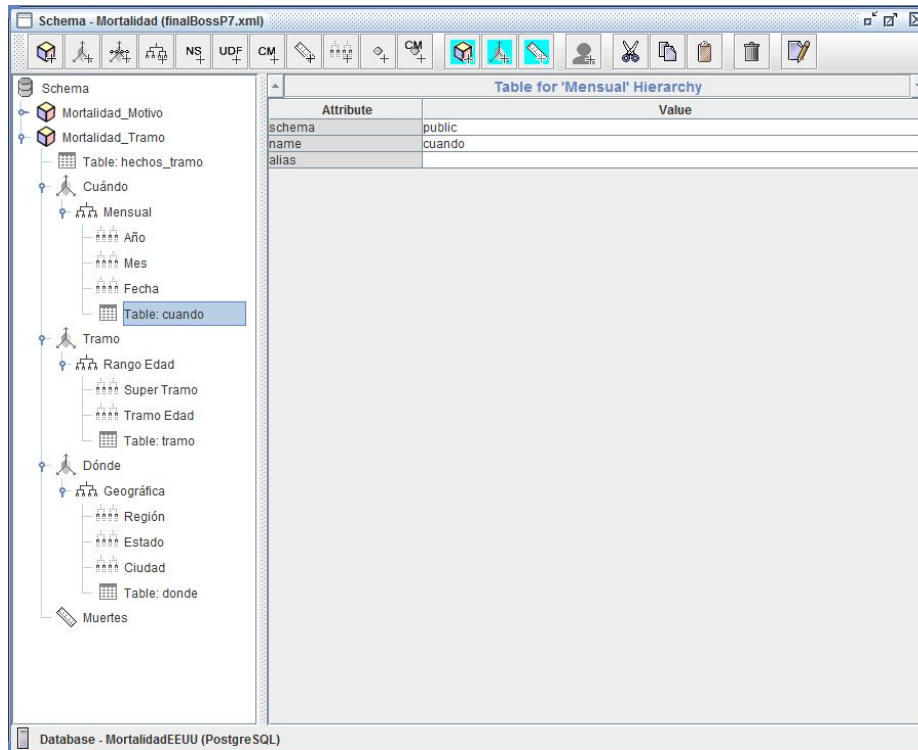 Schema - Mortalidad (finalBossP7.xml)
NS UDF CM CM
Schema
Mortalidad_Motivo
Mortalidad_Tramo
Table: hechos_tramo
Cuándo
Mensual
Año
Mes
Fecha
Table: cuando
Tramo
Rango Edad
Super Tramo
Tramo Edad
Table: tramo
Dónde
Geográfica
Región
Estado
Ciudad
Table: donde
Muertes
Table for 'Mensual' Hierarchy
Attribute Value
schema public
name cuando
alias
Database - MortalidadEEUU (PostgreSQL)